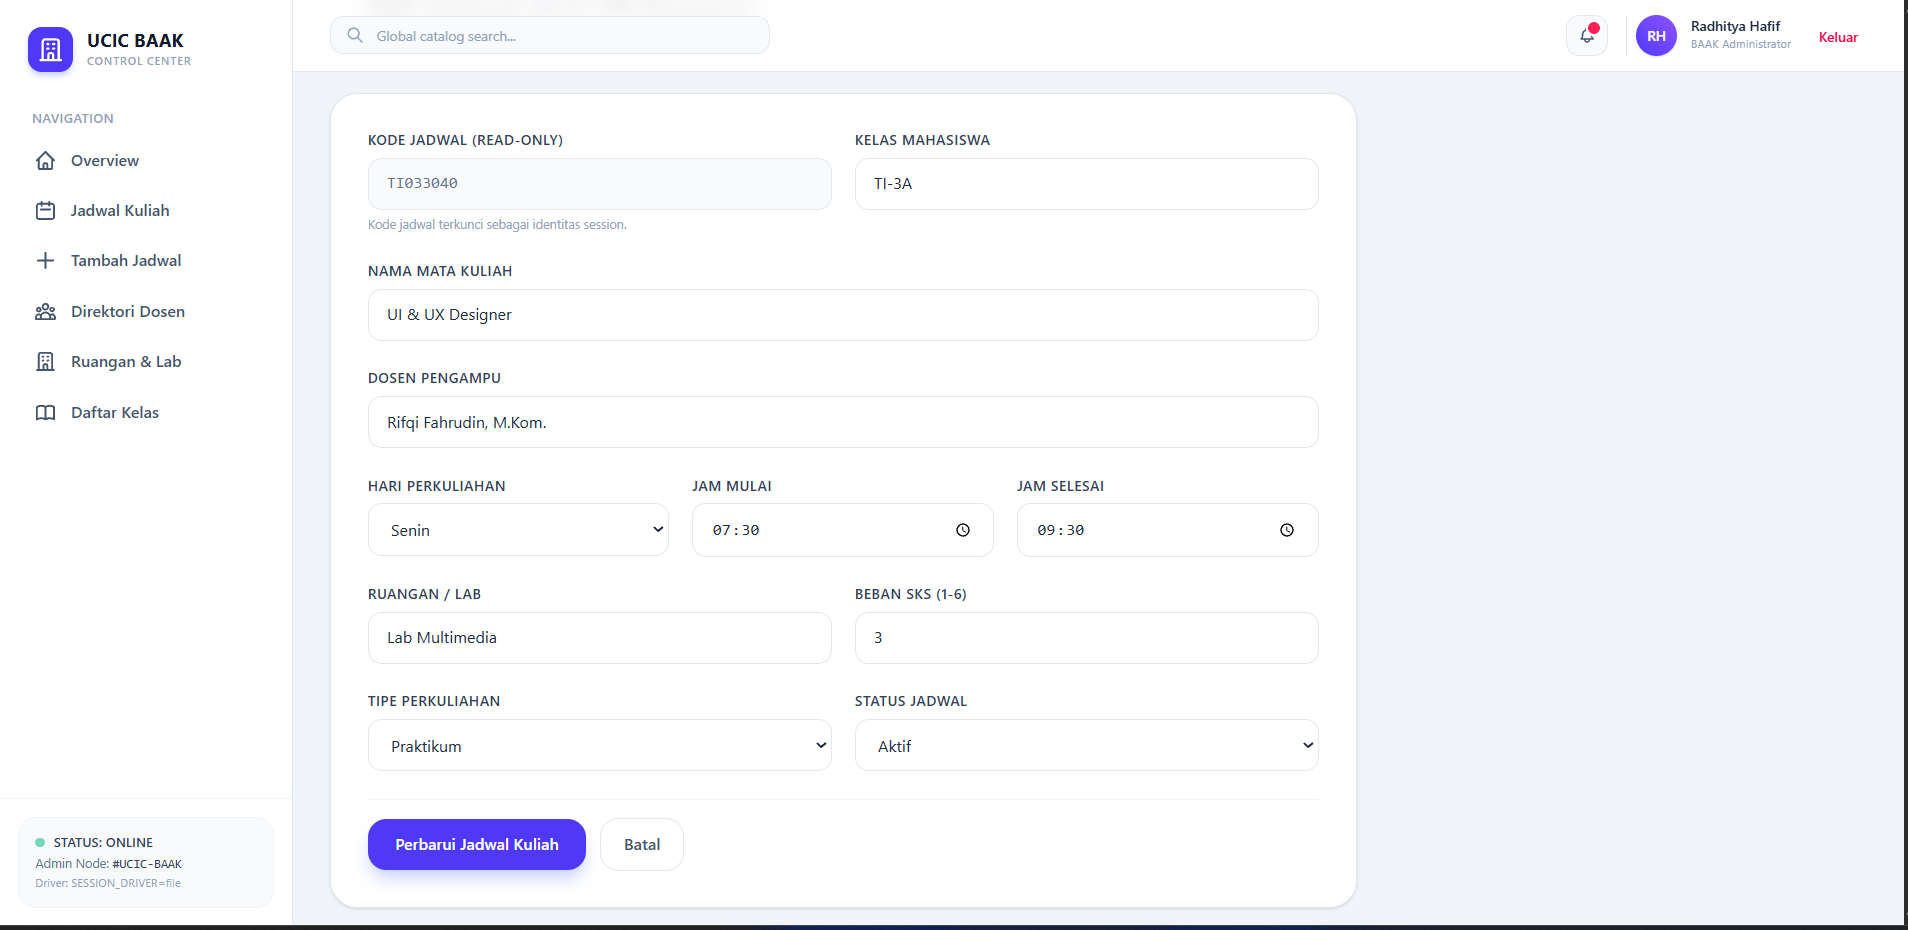 UCIC BAAK
CONTROL CENTER
NAVIGATION
Overview
Jadwal Kuliah
Tambah Jadwal
Direktori Dosen
Ruangan & Lab
Daftar Kelas
STATUS: ONLINE
Admin Node: #UCIC-BAAK
Driver: SESSION_DRIVER=file
Global catalog search...
RH
Radhitya Hafif
BAAK Administrator
Keluar
KODE JADWAL (READ-ONLY)
TI033040
Kode jadwal terkunci sebagai identitas session.
KELAS MAHASISWA
TI-3A
NAMA MATA KULIAH
UI & UX Designer
DOSEN PENGAMPU
Rifqi Fahrudin, M.Kom.
HARI PERKULIAHAN
Senin
JAM MULAI
07:30
JAM SELESAI
09:30
RUANGAN / LAB
Lab Multimedia
BEBAN SKS (1-6)
3
TIPE PERKULIAHAN
Praktikum
STATUS JADWAL
Aktif
Perbarui Jadwal Kuliah
Batal